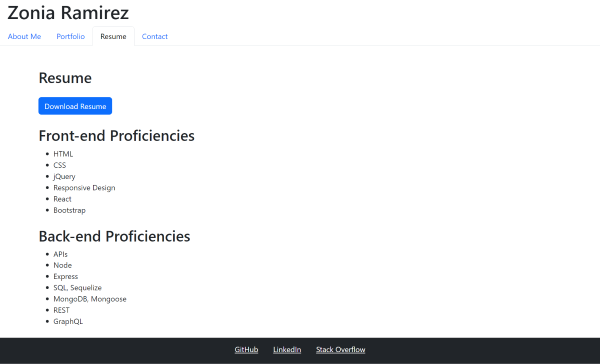 Zonia Ramirez
About Me Portfolio Resume Contact
Resume
Download Resume
Front-end Proficiencies
HTML
CSS
jQuery
Responsive Design
React
Bootstrap
Back-end Proficiencies
APIs
Node
Express
SQL, Sequelize
MongoDB, Mongoose
REST
GraphQL
GitHub LinkedIn Stack Overflow